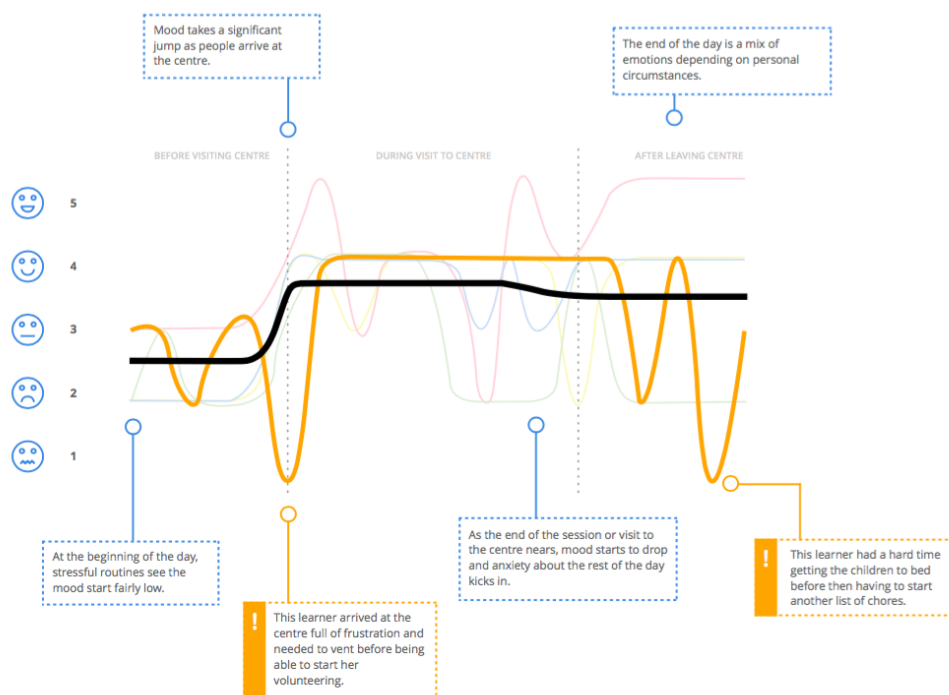 Mood takes a significant
jump as people arrive at
the centre.
The end of the day is a mix of
emotions depending on personal
circumstances.
BEFORE VISITING CENTRE
DURING VISIT TO CENTRE
AFTER LEAVING CENTRE
5
4
3
2
1
At the beginning of the day,
stressful routines see the
mood start fairly low.
As the end of the session or visit to
the centre nears, mood starts to drop
and anxiety about the rest of the day
kicks in.
!
This learner had a hard time
getting the children to bed
before then having to start
another list of chores.
!
This learner arrived at the
centre full of frustration and
needed to vent before being
able to start her
volunteering.